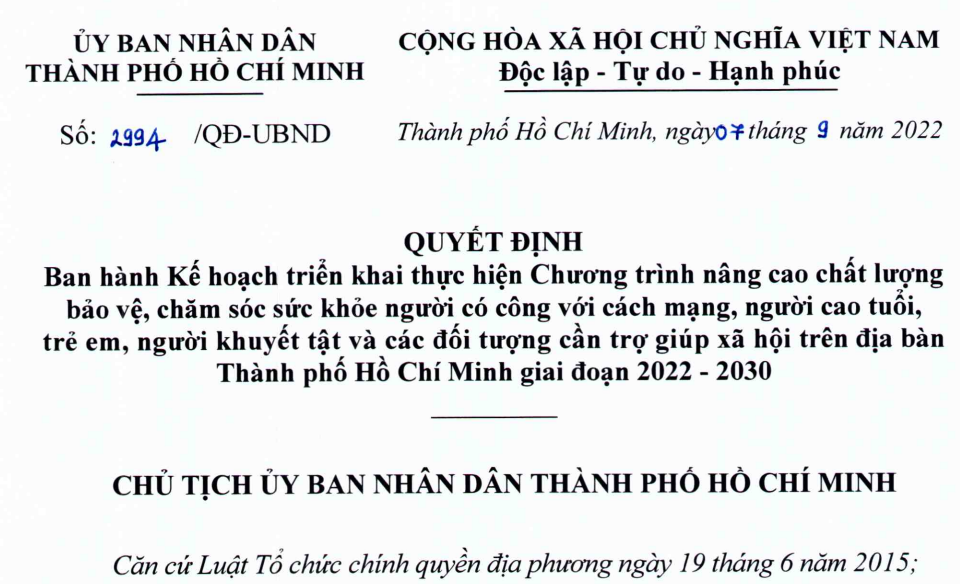 ỦY BAN NHÂN DÂN
THÀNH PHỐ HỒ CHÍ MINH
CỘNG HÒA XÃ HỘI CHỦ NGHĨA VIỆT NAM
Độc lập - Tự do - Hạnh phúc
Số: 2994 /QĐ-UBND
Thành phố Hồ Chí Minh, ngày 07 tháng 9 năm 2022
QUYẾT ĐỊNH
Ban hành Kế hoạch triển khai thực hiện Chương trình nâng cao chất lượng
bảo vệ, chăm sóc sức khỏe người có công với cách mạng, người cao tuổi,
trẻ em, người khuyết tật và các đối tượng cần trợ giúp xã hội trên địa bàn
Thành phố Hồ Chí Minh giai đoạn 2022 - 2030
CHỦ TỊCH ỦY BAN NHÂN DÂN THÀNH PHỐ HỒ CHÍ MINH
Căn cứ Luật Tổ chức chính quyền địa phương ngày 19 tháng 6 năm 2015;